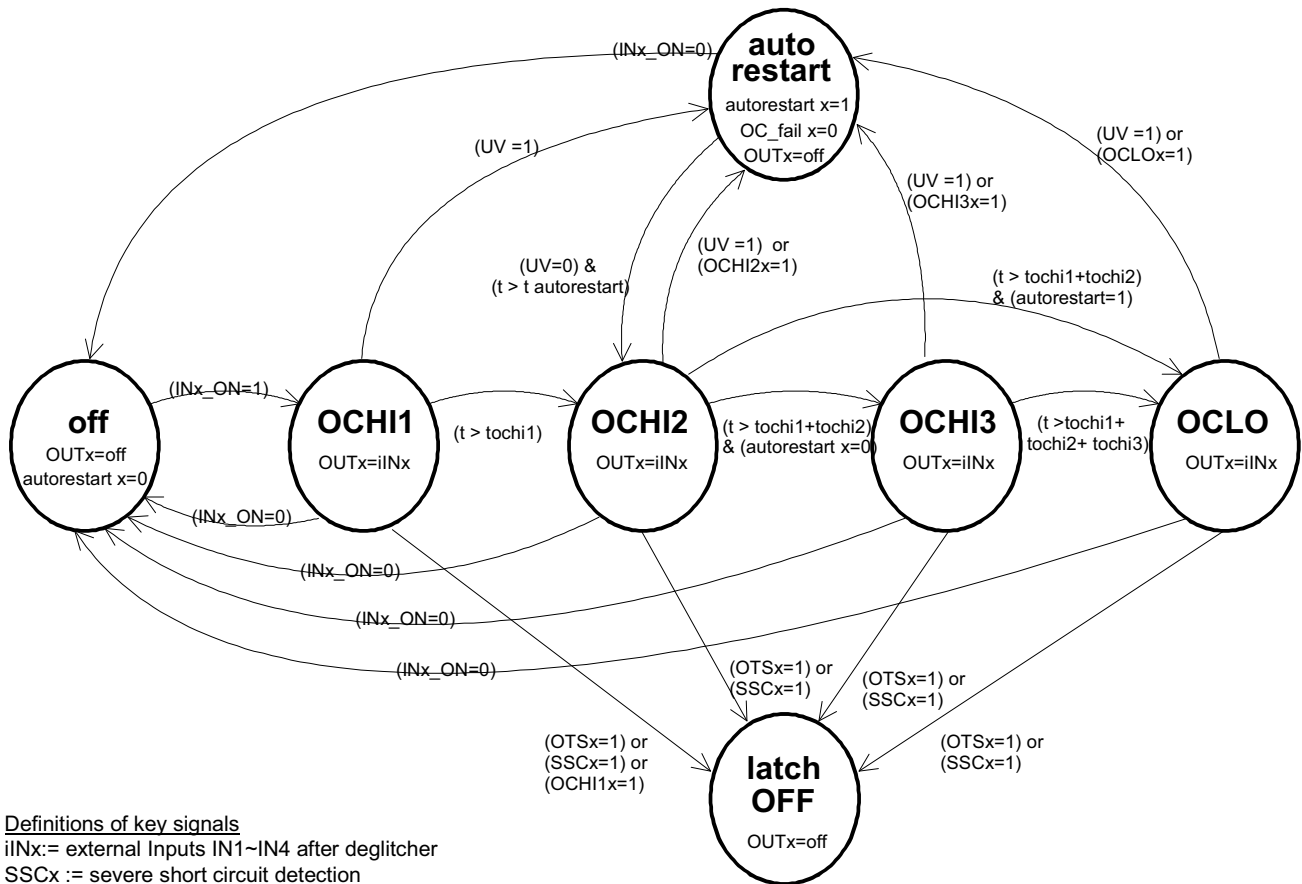 auto
restart
autorestart x=1
OC_fail x=0
OUTx=off
(INx_ON=0)
(UV =1)
(UV =1) or
(OCLOx=1)
(UV =1) or
(OCHI3x=1)
(UV =1) or
(OCHI2x=1)
(UV=0) &
(t > t autorestart)
(t > tochi1+tochi2)
& (autorestart=1)
off
OUTx=off
autorestart x=0
(INx_ON=1)
OCHI1
OUTx=iINx
(t > tochi1)
OCHI2
OUTx=iINx
(t > tochi1+tochi2)
& (autorestart x=0)
OCHI3
OUTx=iINx
(t >tochi1+
tochi2+ tochi3)
OCLO
OUTx=iINx
(INx_ON=0)
(INx_ON=0)
(INx_ON=0)
(INx_ON=0)
(OTSx=1) or
(SSCx=1) or
(OCHI1x=1)
(OTSx=1) or
(SSCx=1)
(OTSx=1) or
(SSCx=1)
(OTSx=1) or
(SSCx=1)
latch
OFF
OUTx=off
Definitions of key signals
iINx:= external Inputs IN1~IN4 after deglitcher
SSCx := severe short circuit detection